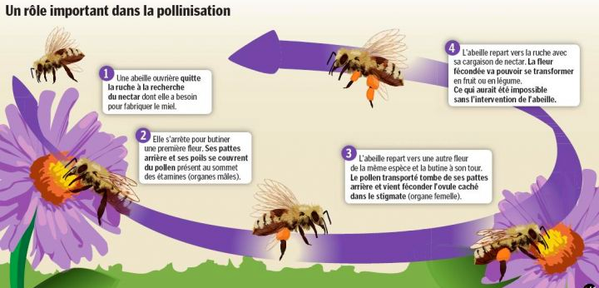 Un rôle important dans la pollinisation
1
Une abeille ouvrière quitte
la ruche à la recherche
du nectar dont elle a besoin
pour fabriquer le miel.
2
Elle s'arrête pour butiner
une première fleur. Ses pattes
arrière et ses poils se couvrent
du pollen présent au sommet
des étamines (organes mâles).
3
L'abeille repart vers une autre fleur
de la même espèce et la butine à son tour.
Le pollen transporté tombe de ses pattes
arrière et vient féconder l'ovule caché
dans le stigmate (organe femelle).
4
L'abeille repart vers la ruche avec
sa cargaison de nectar. La fleur
fécondée va pouvoir se transformer
en fruit ou en légume.
Ce qui aurait été impossible
sans l'intervention de l'abeille.